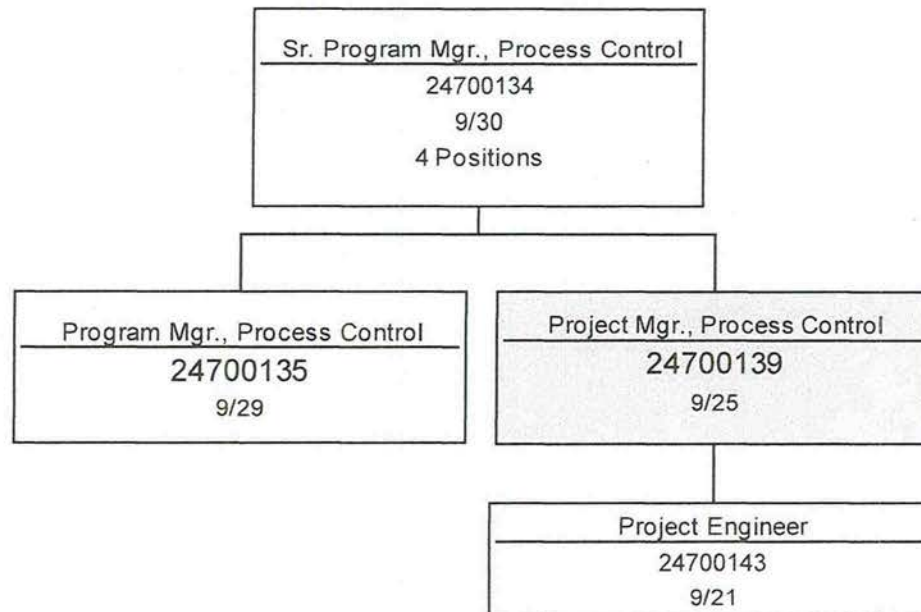 Sr. Program Mgr., Process Control
24700134
9/30
4 Positions
Program Mgr., Process Control
24700135
9/29
Project Mgr., Process Control
24700139
9/25
Project Engineer
24700143
9/21